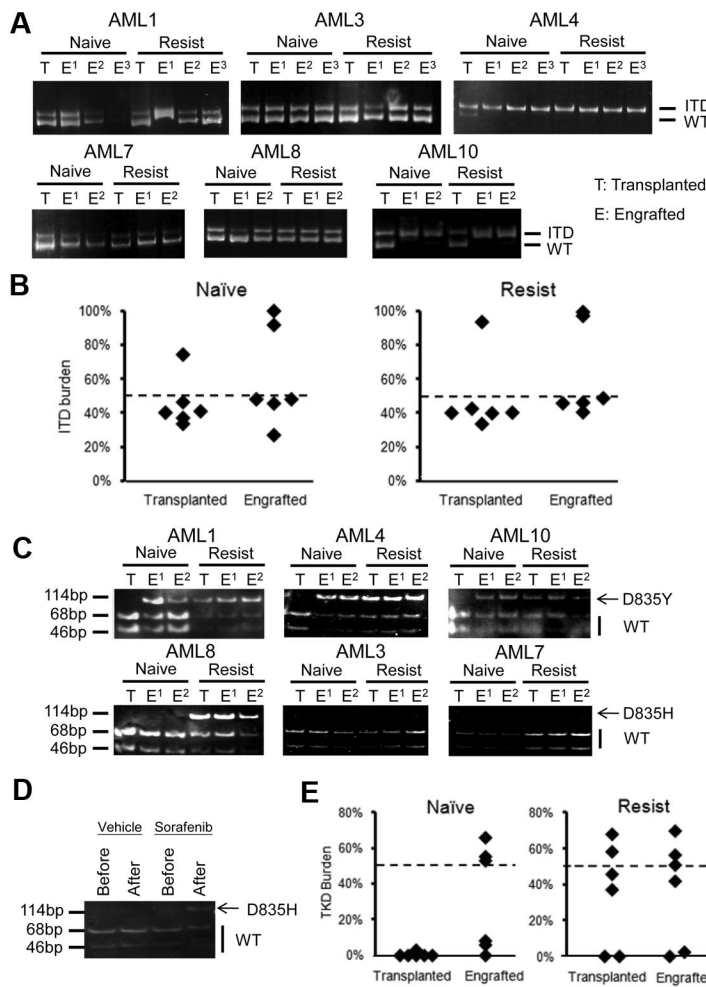 A
AML1 AML3 AML4
Naive Resist Naive Resist Naive Resist
T E1 E2 E3 T E1 E2 E3 T E1 E2 E3 T E1 E2 E3 T E1 E2 E3 T E1 E2 E3
ITD
WT
AML7 AML8 AML10
Naive Resist Naive Resist Naive Resist
T E1 E2 T E1 E2 T E1 E2 T E1 E2 T E1 E2 T E1 E2
ITD
WT
T: Transplanted
E: Engrafted
B
Naïve Resist
ITD burden
100% 80% 60% 40% 20% 0%
100% 80% 60% 40% 20% 0%
Transplanted Engrafted Transplanted Engrafted
C
AML1 AML4 AML10
Naive Resist Naive Resist Naive Resist
T E1 E2 T E1 E2 T E1 E2 T E1 E2 T E1 E2 T E1 E2
114bp
68bp
46bp
D835Y
WT
AML8 AML3 AML7
Naive Resist Naive Resist Naive Resist
T E1 E2 T E1 E2 T E1 E2 T E1 E2 T E1 E2 T E1 E2
114bp
68bp
46bp
D835H
WT
D
Vehicle Sorafenib
Before After Before After
114bp
68bp
46bp
D835H
WT
E
Naïve Resist
TKD Burden
80% 60% 40% 20% 0%
80% 60% 40% 20% 0%
Transplanted Engrafted Transplanted Engrafted